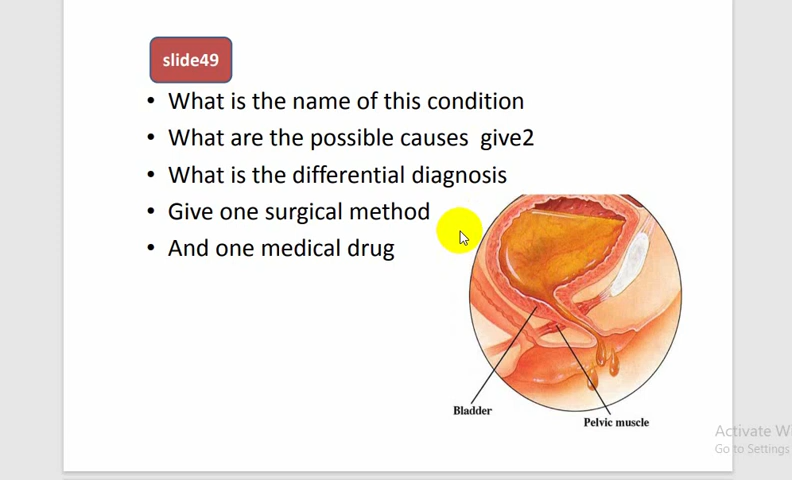 slide49
• What is the name of this condition
• What are the possible causes  give2
• What is the differential diagnosis
• Give one surgical method
• And one medical drug
Bladder
Pelvic muscle
Activate Wi
Go to Settings